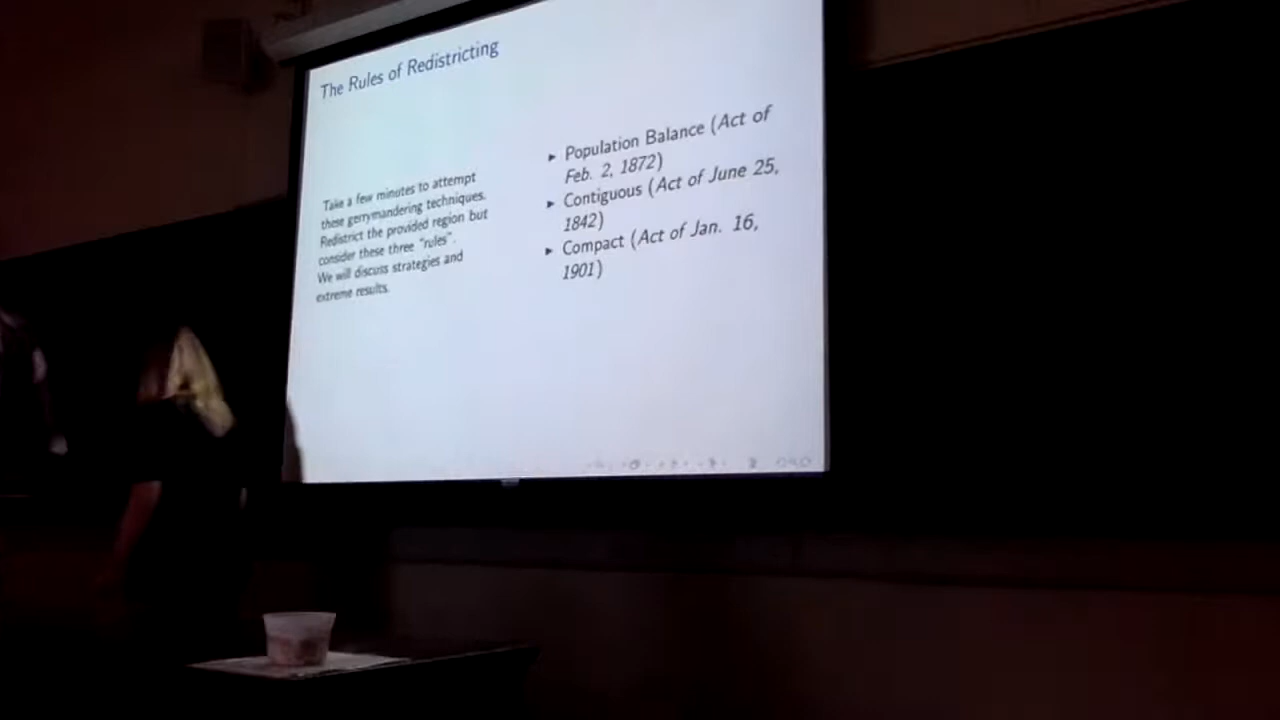 The Rules of Redistricting
Take a few minutes to attempt
these gerrymandering techniques.
Redistrict the provided region but
consider these three "rules".
We will discuss strategies and
extreme results.
► Population Balance (Act of
Feb. 2, 1872)
► Contiguous (Act of June 25,
1842)
► Compact (Act of Jan. 16,
1901)